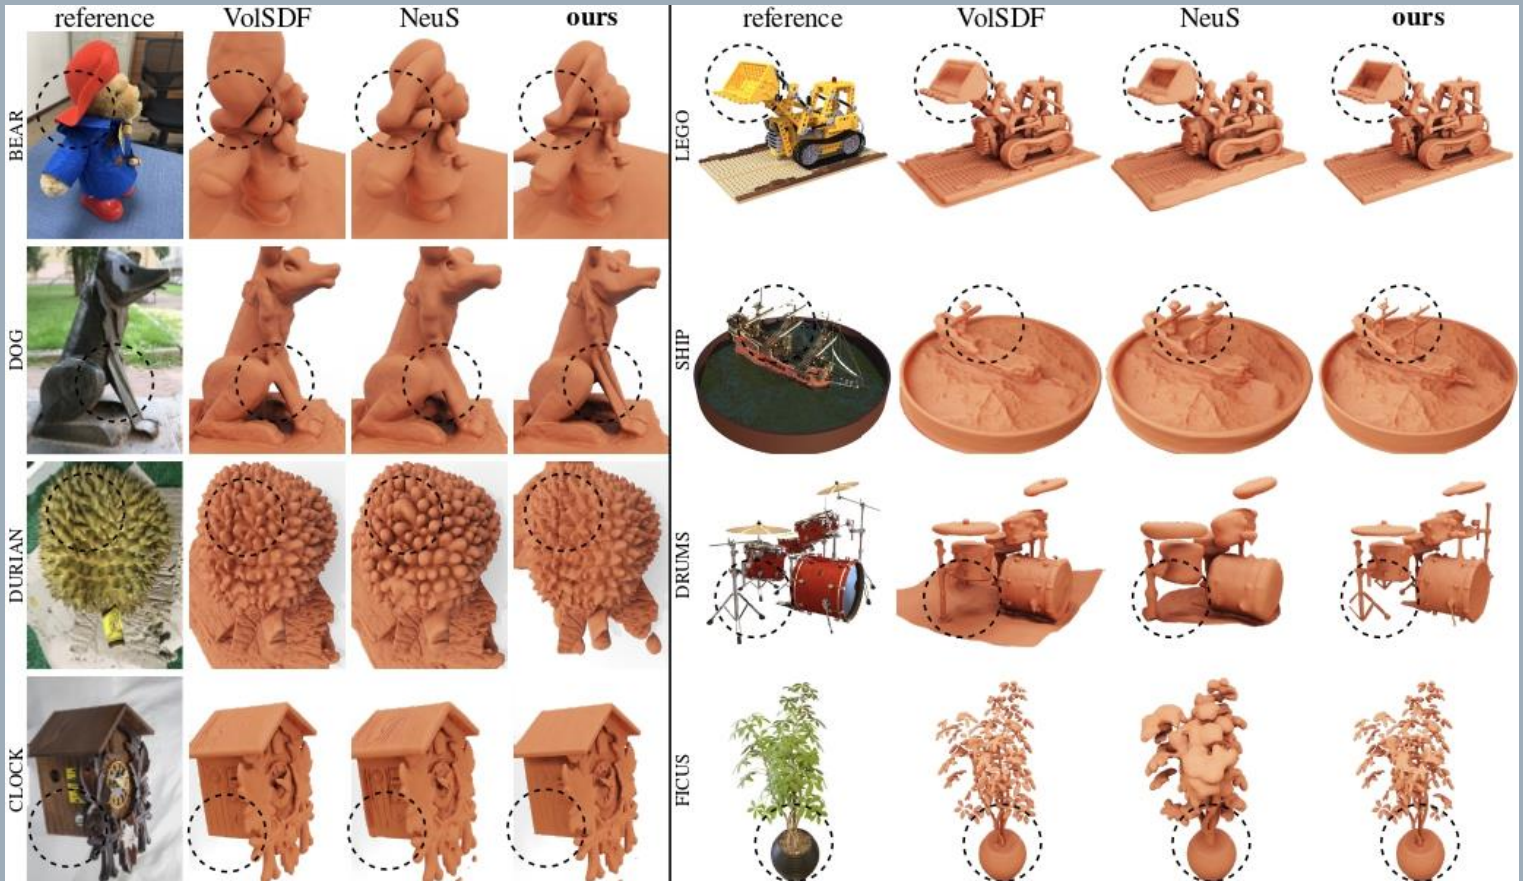 reference VolSDF NeuS ours reference VolSDF NeuS ours
BEAR
LEGO
DOG
SHIP
DURIAN
DRUMS
CLOCK
FICUS